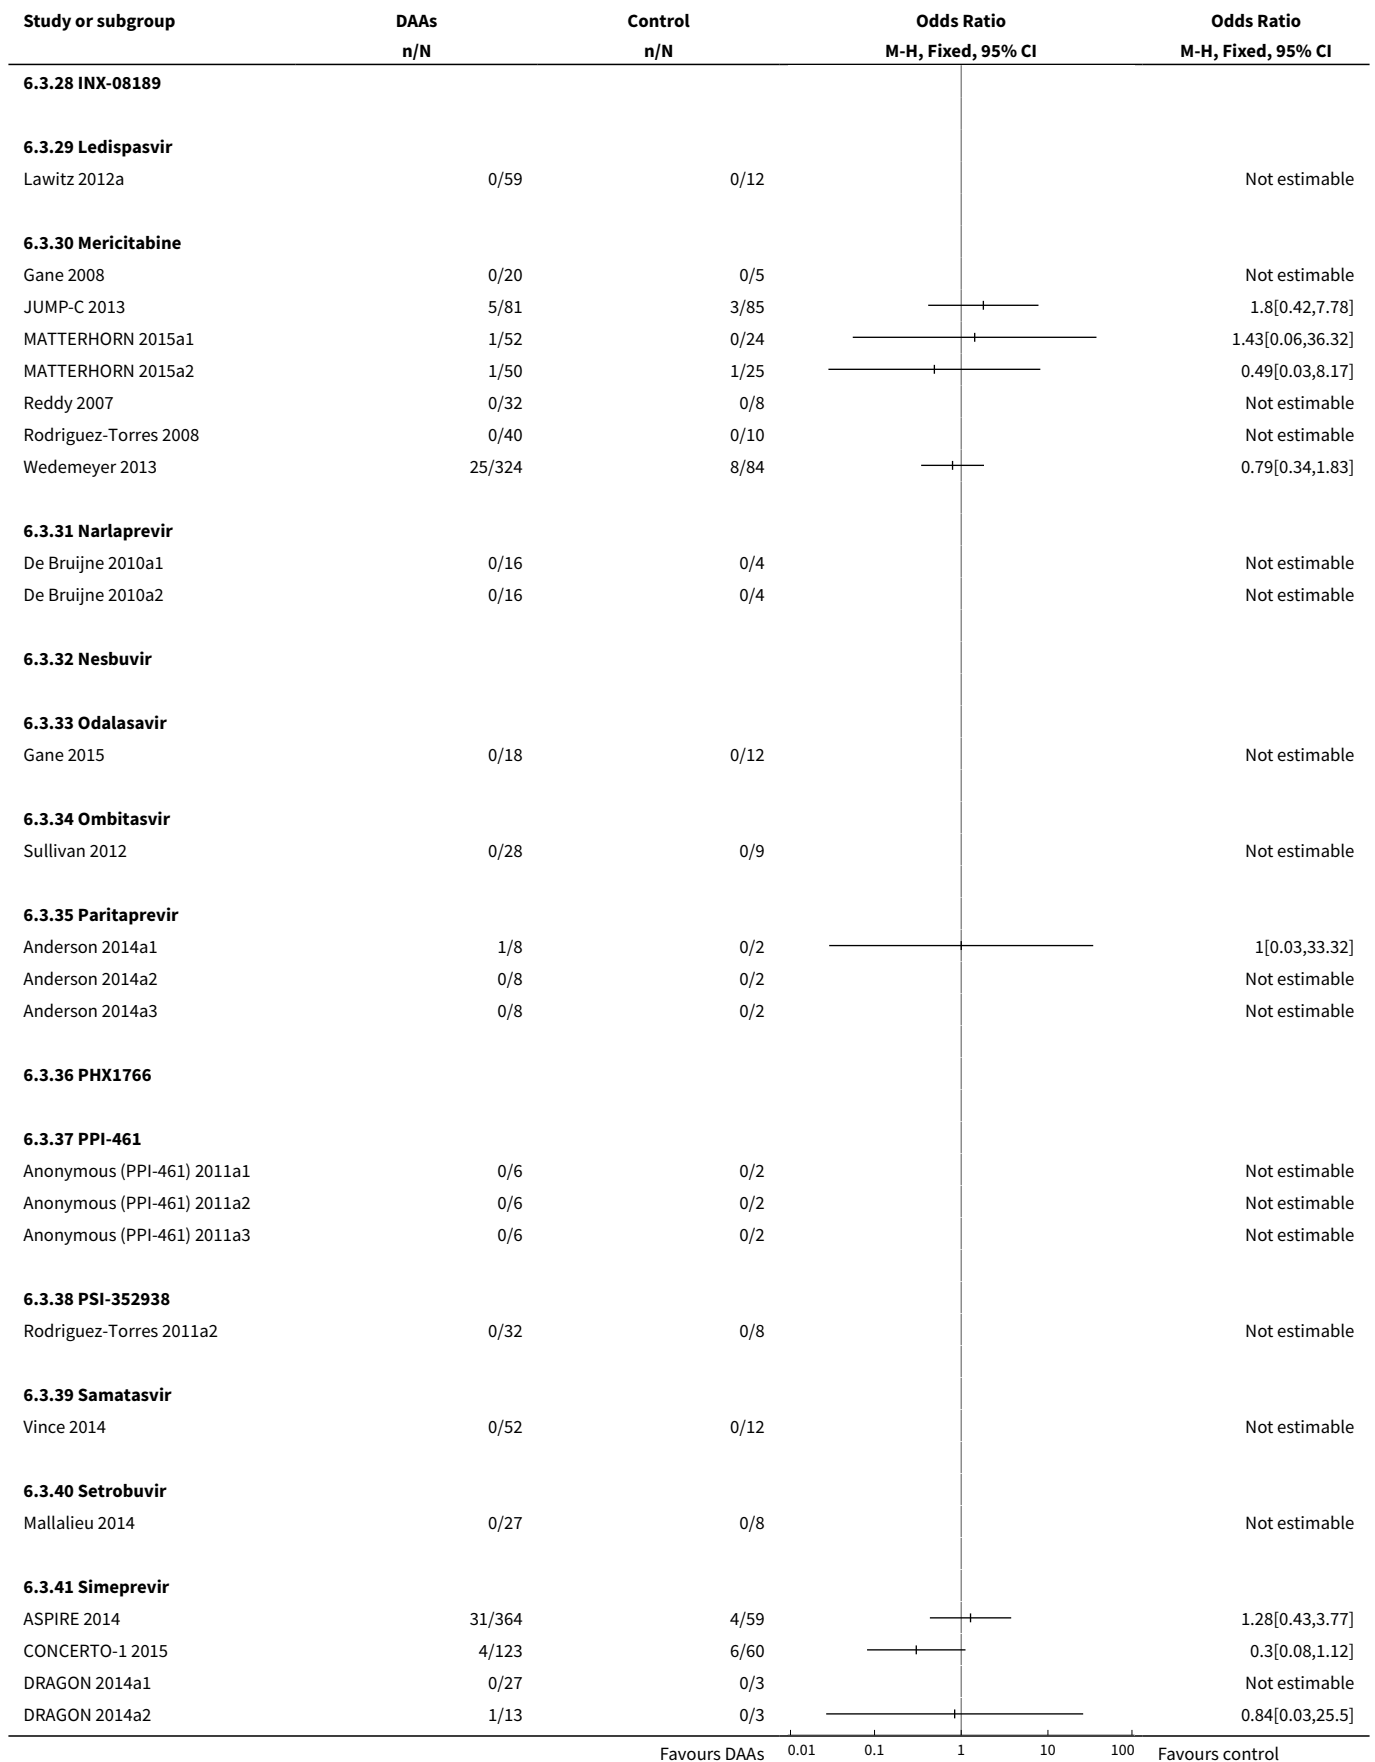 Study or subgroup DAAs Control Odds Ratio Odds Ratio
n/N n/N M-H, Fixed, 95% CI M-H, Fixed, 95% CI
6.3.28 INX-08189
6.3.29 Ledispasvir
Lawitz 2012a 0/59 0/12 Not estimable
6.3.30 Mericitabine
Gane 2008 0/20 0/5 Not estimable
JUMP-C 2013 5/81 3/85 1.8[0.42,7.78]
MATTERHORN 2015a1 1/52 0/24 1.43[0.06,36.32]
MATTERHORN 2015a2 1/50 1/25 0.49[0.03,8.17]
Reddy 2007 0/32 0/8 Not estimable
Rodriguez-Torres 2008 0/40 0/10 Not estimable
Wedemeyer 2013 25/324 8/84 0.79[0.34,1.83]
6.3.31 Narlaprevir
De Bruijne 2010a1 0/16 0/4 Not estimable
De Bruijne 2010a2 0/16 0/4 Not estimable
6.3.32 Nesbuvir
6.3.33 Odalasavir
Gane 2015 0/18 0/12 Not estimable
6.3.34 Ombitasvir
Sullivan 2012 0/28 0/9 Not estimable
6.3.35 Paritaprevir
Anderson 2014a1 1/8 0/2 1[0.03,33.32]
Anderson 2014a2 0/8 0/2 Not estimable
Anderson 2014a3 0/8 0/2 Not estimable
6.3.36 PHX1766
6.3.37 PPI-461
Anonymous (PPI-461) 2011a1 0/6 0/2 Not estimable
Anonymous (PPI-461) 2011a2 0/6 0/2 Not estimable
Anonymous (PPI-461) 2011a3 0/6 0/2 Not estimable
6.3.38 PSI-352938
Rodriguez-Torres 2011a2 0/32 0/8 Not estimable
6.3.39 Samatasvir
Vince 2014 0/52 0/12 Not estimable
6.3.40 Setrobuvir
Mallalieu 2014 0/27 0/8 Not estimable
6.3.41 Simeprevir
ASPIRE 2014 31/364 4/59 1.28[0.43,3.77]
CONCERTO-1 2015 4/123 6/60 0.3[0.08,1.12]
DRAGON 2014a1 0/27 0/3 Not estimable
DRAGON 2014a2 1/13 0/3 0.84[0.03,25.5]
Favours DAAs 0.01 0.1 1 10 100 Favours control